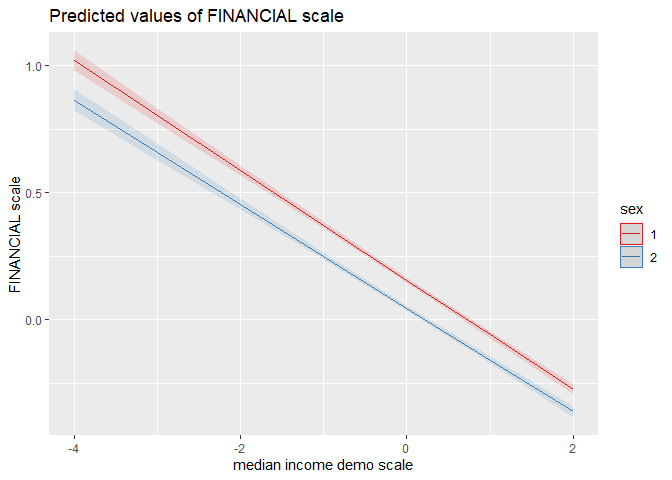 Predicted values of FINANCIAL scale
1.0
0.5
0.0
FINANCIAL scale
-4
-2
0
2
median income demo scale
sex
1
2